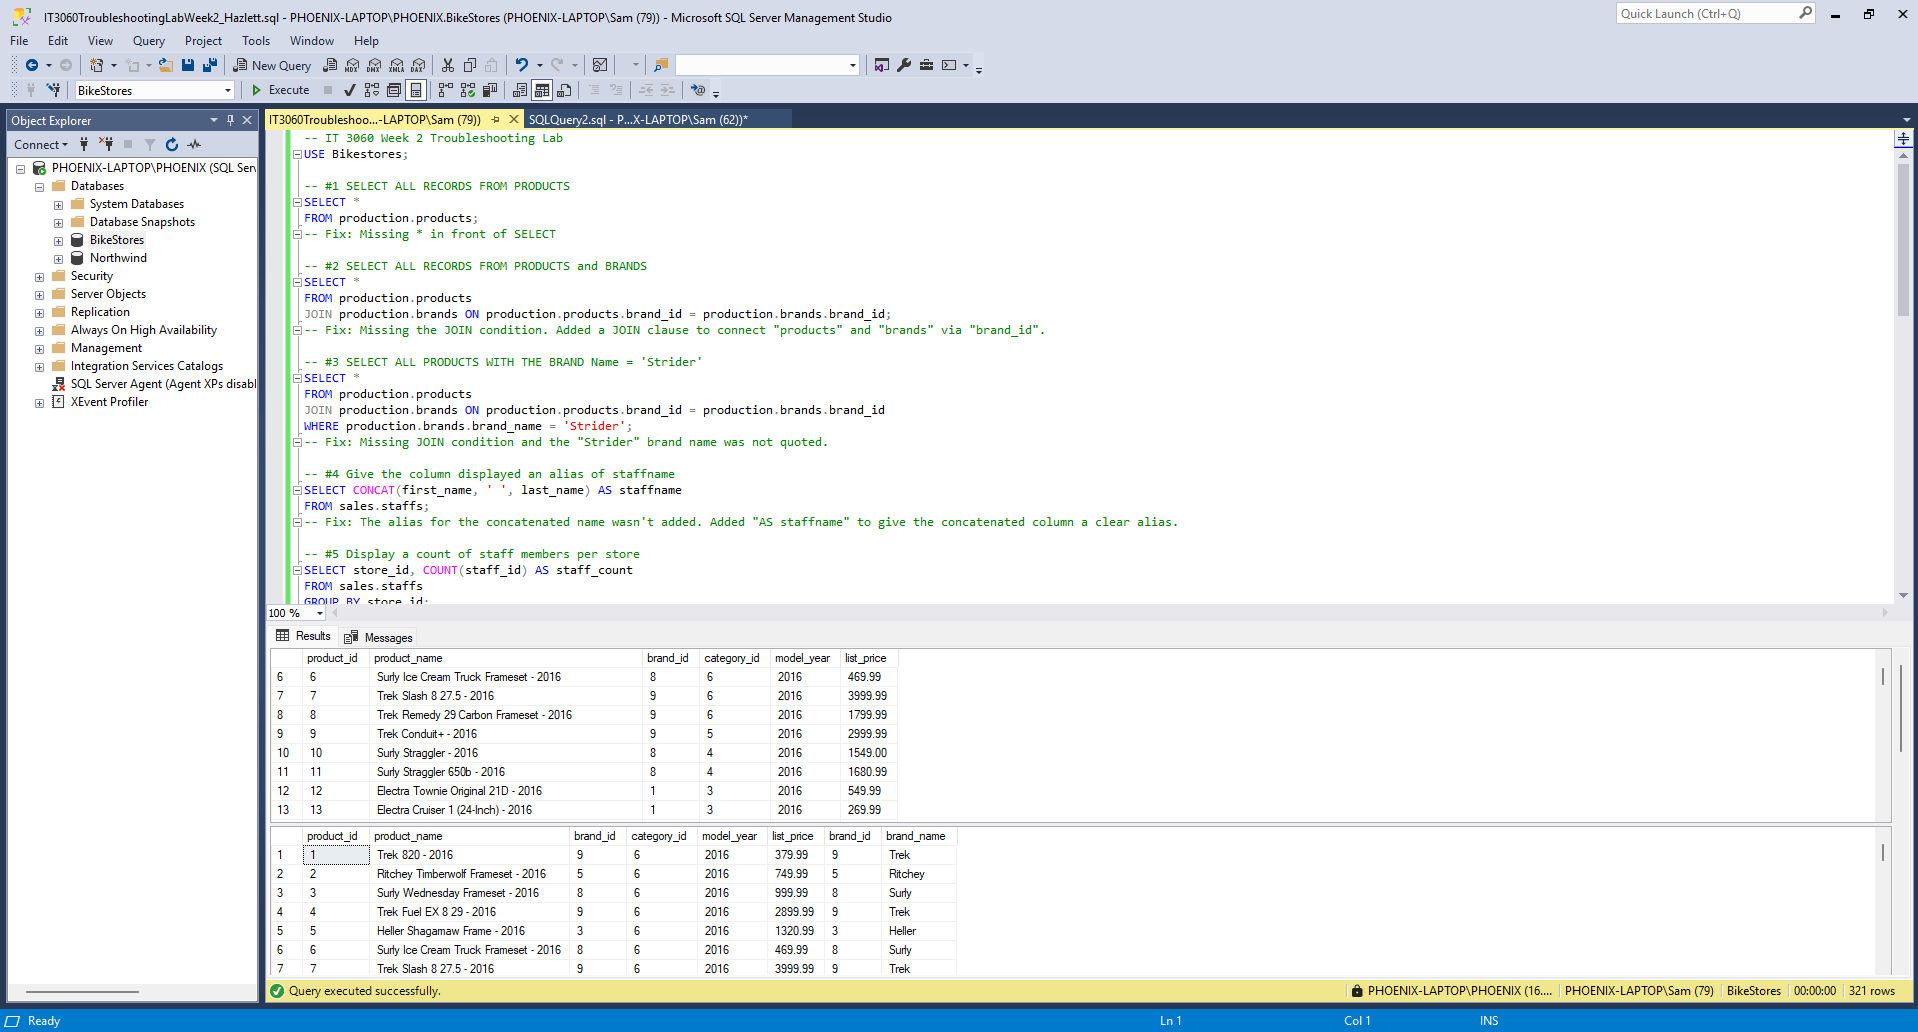 IT3060TroubleshootingLabWeek2_Hazlett.sql - PHOENIX-LAPTOP\PHOENIX.BikeStores (PHOENIX-LAPTOP\Sam (79)) - Microsoft SQL Server Management Studio
Quick Launch (Ctrl+Q)
File Edit View Query Project Tools Window Help
New Query MDX DMX XMLA DAX
BikeStores Execute
Object Explorer
Connect
PHOENIX-LAPTOP\PHOENIX (SQL Serv
Databases
System Databases
Database Snapshots
BikeStores
Northwind
Security
Server Objects
Replication
Always On High Availability
Management
Integration Services Catalogs
SQL Server Agent (Agent XPs disabl
XEvent Profiler
IT3060Troubleshoo...-LAPTOP\Sam (79)) SQLQuery2.sql - P...X-LAPTOP\Sam (62))*
-- IT 3060 Week 2 Troubleshooting Lab
USE Bikestores;
-- #1 SELECT ALL RECORDS FROM PRODUCTS
SELECT *
FROM production.products;
-- Fix: Missing * in front of SELECT
-- #2 SELECT ALL RECORDS FROM PRODUCTS and BRANDS
SELECT *
FROM production.products
JOIN production.brands ON production.products.brand_id = production.brands.brand_id;
-- Fix: Missing the JOIN condition. Added a JOIN clause to connect "products" and "brands" via "brand_id".
-- #3 SELECT ALL PRODUCTS WITH THE BRAND Name = 'Strider'
SELECT *
FROM production.products
JOIN production.brands ON production.products.brand_id = production.brands.brand_id
WHERE production.brands.brand_name = 'Strider';
-- Fix: Missing JOIN condition and the "Strider" brand name was not quoted.
-- #4 Give the column displayed an alias of staffname
SELECT CONCAT(first_name, ' ', last_name) AS staffname
FROM sales.staffs;
-- Fix: The alias for the concatenated name wasn't added. Added "AS staffname" to give the concatenated column a clear alias.
-- #5 Display a count of staff members per store
SELECT store_id, COUNT(staff_id) AS staff_count
FROM sales.staffs
GROUP BY store_id;
100 %
Results Messages
product_id product_name brand_id category_id model_year list_price
6 6 Surly Ice Cream Truck Frameset - 2016 8 6 2016 469.99
7 7 Trek Slash 8 27.5 - 2016 9 6 2016 3999.99
8 8 Trek Remedy 29 Carbon Frameset - 2016 9 6 2016 1799.99
9 9 Trek Conduit+ - 2016 9 5 2016 2999.99
10 10 Surly Straggler - 2016 8 4 2016 1549.00
11 11 Surly Straggler 650b - 2016 8 4 2016 1680.99
12 12 Electra Townie Original 21D - 2016 1 3 2016 549.99
13 13 Electra Cruiser 1 (24-Inch) - 2016 1 3 2016 269.99
product_id product_name brand_id category_id model_year list_price brand_id brand_name
1 1 Trek 820 - 2016 9 6 2016 379.99 9 Trek
2 2 Ritchey Timberwolf Frameset - 2016 5 6 2016 749.99 5 Ritchey
3 3 Surly Wednesday Frameset - 2016 8 6 2016 999.99 8 Surly
4 4 Trek Fuel EX 8 29 - 2016 9 6 2016 2899.99 9 Trek
5 5 Heller Shagamaw Frame - 2016 3 6 2016 1320.99 3 Heller
6 6 Surly Ice Cream Truck Frameset - 2016 8 6 2016 469.99 8 Surly
7 7 Trek Slash 8 27.5 - 2016 9 6 2016 3999.99 9 Trek
Query executed successfully. PHOENIX-LAPTOP\PHOENIX (16.... PHOENIX-LAPTOP\Sam (79) BikeStores 00:00:00 321 rows
Ready Ln 1 Col 1 INS